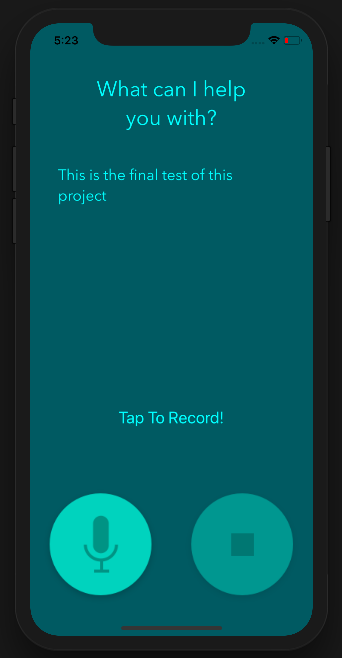 5:23
What can I help
you with?
This is the final test of this
project
Tap To Record!